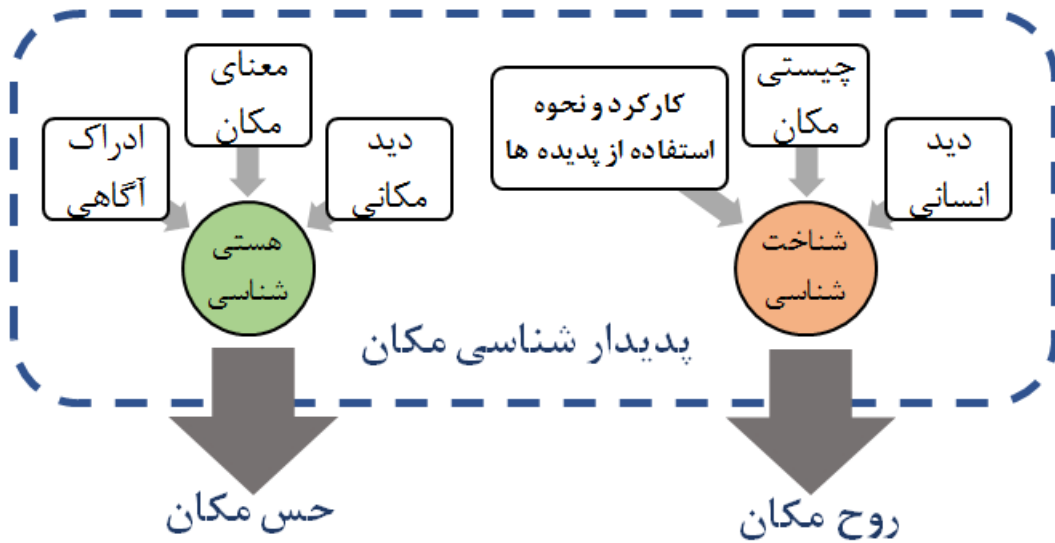 چیستی
مکان
کارکرد و نحوه
استفاده از پدیده ها
دید
انسانی
شناخت
شناسی
معنای
مکان
دید
مکانی
ادراک
آگاهی
هستی
شناسی
پدیدار شناسی مکان
روح مکان
حس مکان